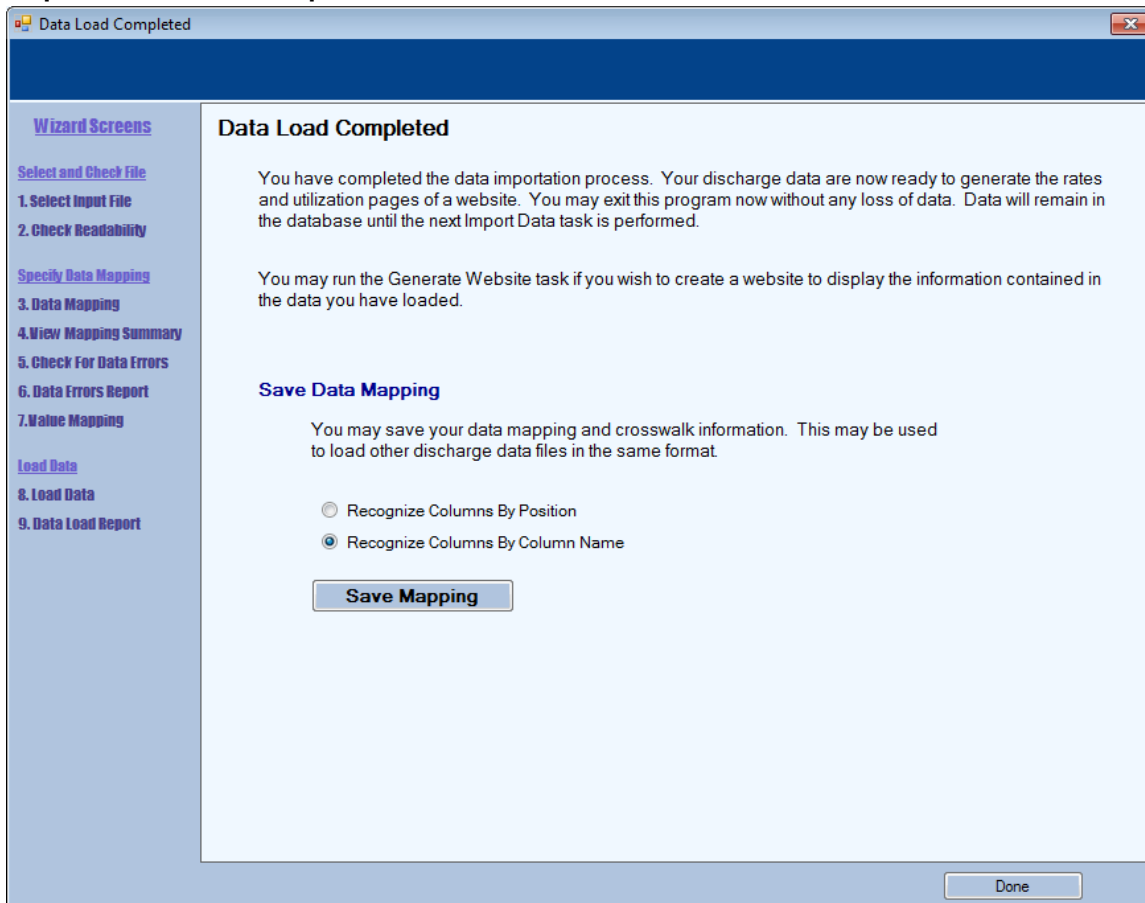 Data Load Completed
Wizard Screens
Select and Check File
1. Select Input File
2. Check Readability
Specify Data Mapping
3. Data Mapping
4.View Mapping Summary
5. Check For Data Errors
6. Data Errors Report
7.Value Mapping
Load Data
8. Load Data
9. Data Load Report
Data Load Completed
You have completed the data importation process. Your discharge data are now ready to generate the rates
and utilization pages of a website. You may exit this program now without any loss of data. Data will remain in
the database until the next Import Data task is performed.
You may run the Generate Website task if you wish to create a website to display the information contained in
the data you have loaded.
Save Data Mapping
You may save your data mapping and crosswalk information. This may be used
to load other discharge data files in the same format.
Recognize Columns By Position
Recognize Columns By Column Name
Save Mapping
Done